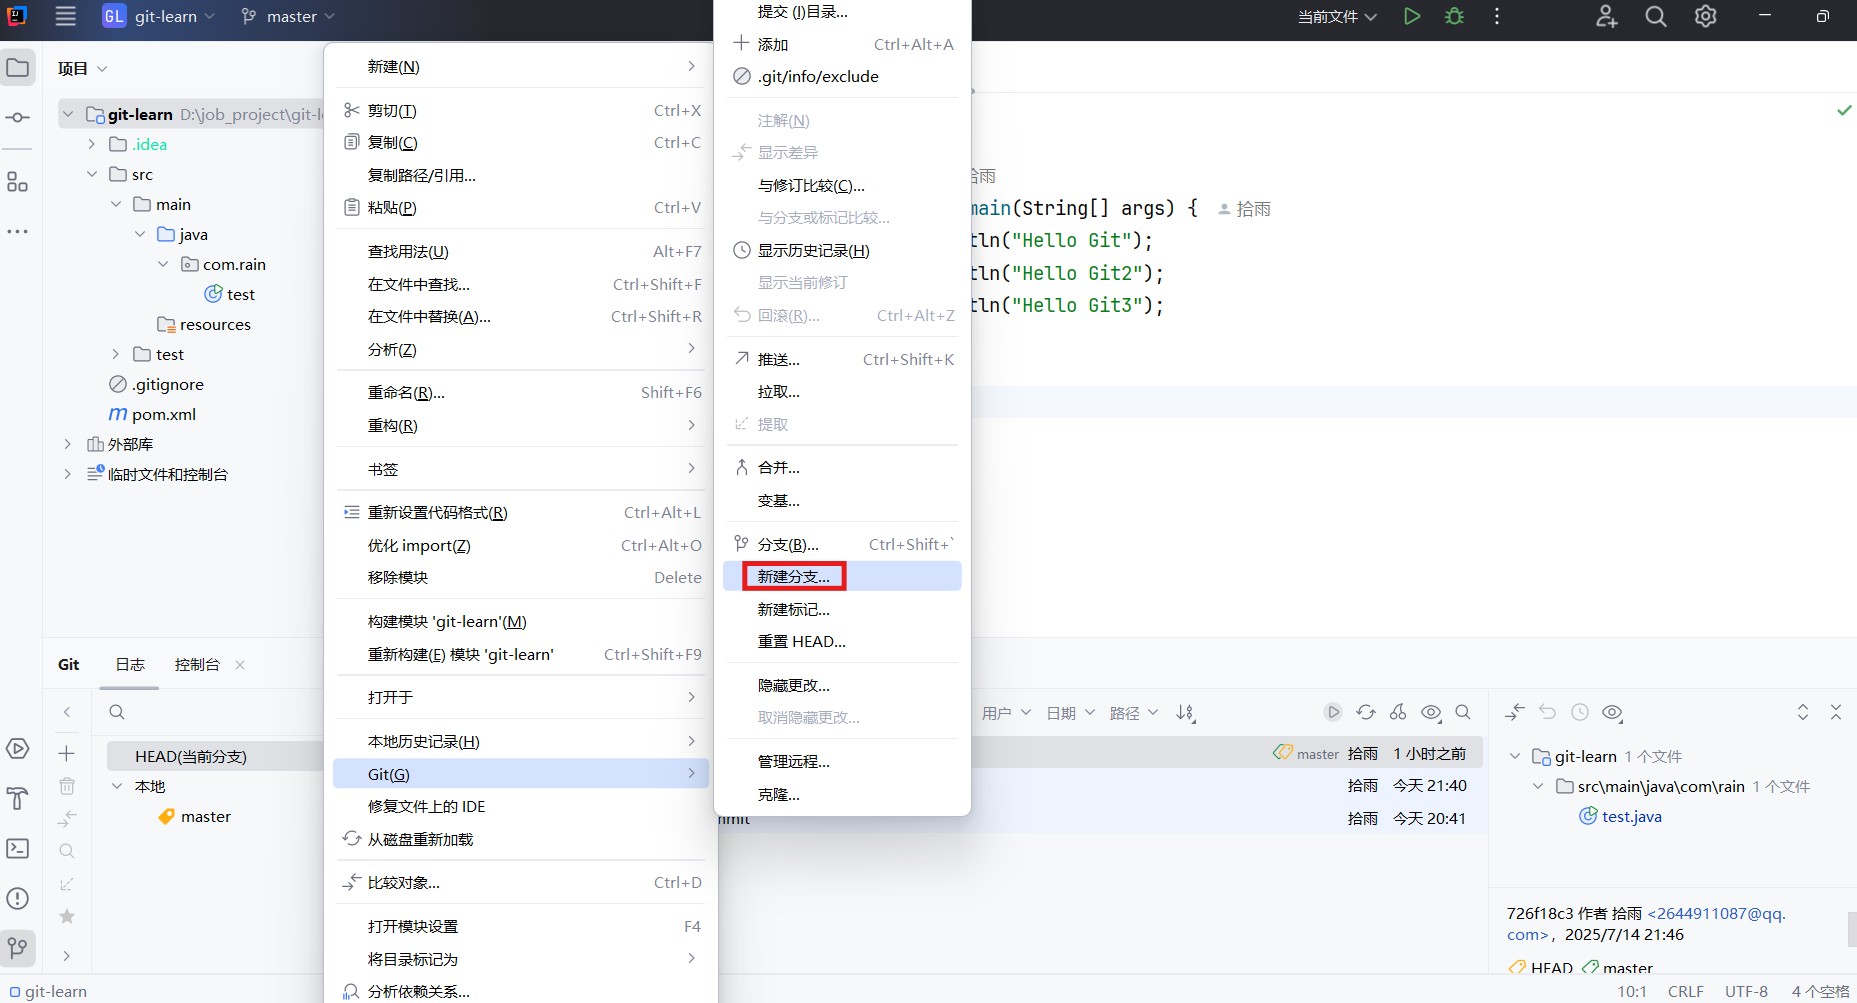 GL git-learn master 当前文件
项目
git-learn D:\job_project\git-l
.idea
src
main
java
com.rain
test
resources
test
.gitignore
pom.xml
外部库
临时文件和控制台
新建(N)
剪切(T) Ctrl+X
复制(C) Ctrl+C
复制路径/引用...
粘贴(P) Ctrl+V
查找用法(U) Alt+F7
在文件中查找... Ctrl+Shift+F
在文件中替换(A)... Ctrl+Shift+R
分析(Z)
重命名(R)... Shift+F6
重构(R)
书签
重新设置代码格式(R) Ctrl+Alt+L
优化 import(Z) Ctrl+Alt+O
移除模块 Delete
构建模块 'git-learn'(M)
重新构建(E) 模块 'git-learn' Ctrl+Shift+F9
打开于
本地历史记录(H)
Git(G)
修复文件上的 IDE
从磁盘重新加载
比较对象... Ctrl+D
打开模块设置 F4
将目录标记为
分析依赖关系...
提交 (I)目录...
添加 Ctrl+Alt+A
.git/info/exclude
注解(N)
显示差异
与修订比较(C)...
与分支或标记比较...
显示历史记录(H)
显示当前修订
回滚(R)... Ctrl+Alt+Z
推送... Ctrl+Shift+K
拉取...
提取
合并...
变基...
分支(B)... Ctrl+Shift+`
新建分支...
新建标记...
重置 HEAD...
隐藏更改...
取消隐藏更改...
管理远程...
克隆...
拾雨
main(String[] args) { 拾雨
tln("Hello Git");
tln("Hello Git2");
tln("Hello Git3");
Git 日志 控制台
HEAD(当前分支)
本地
master
用户 日期 路径
master 拾雨 1 小时之前
拾雨 今天 21:40
mmit 拾雨 今天 20:41
git-learn 1 个文件
src\main\java\com\rain 1 个文件
test.java
726f18c3 作者 拾雨 <2644911087@qq.
com>, 2025/7/14 21:46
HEAD master
git-learn 10:1 CRLF UTF-8 4 个空格